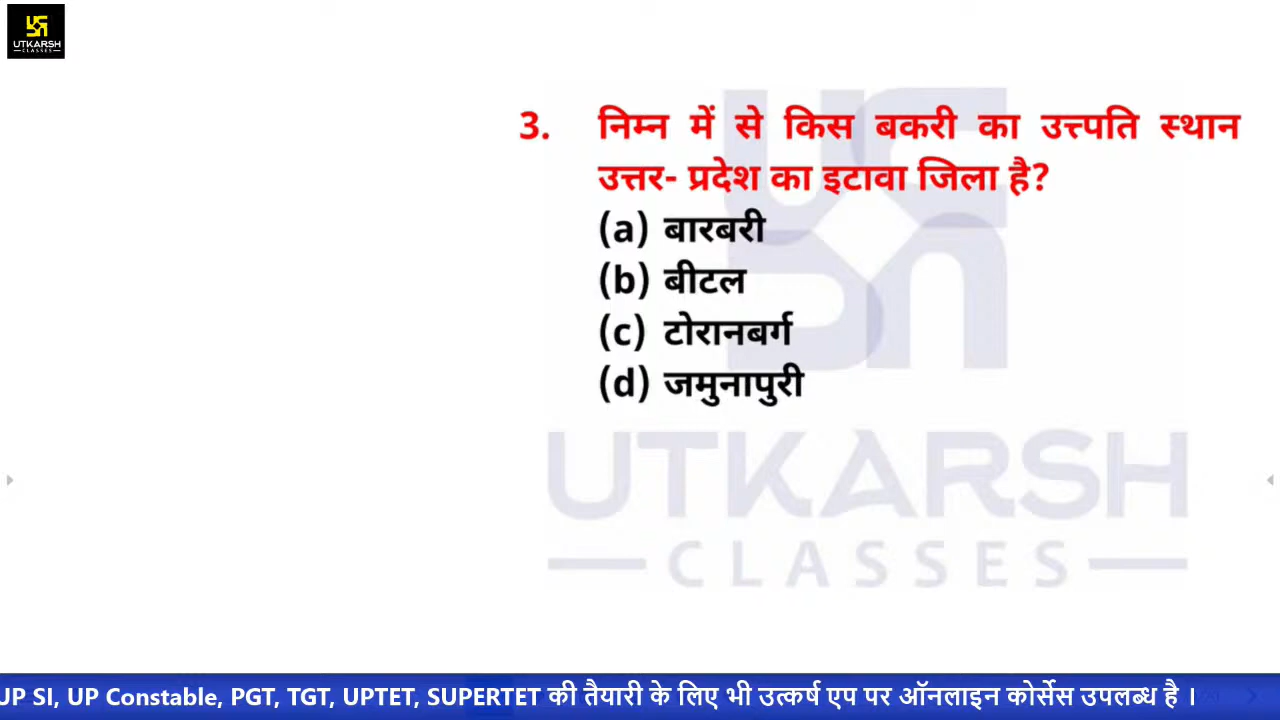 UTKARSH
CLASSES
3. निम्न में से किस बकरी का उत्त्पति स्थान
उत्तर- प्रदेश का इटावा जिला है?
(a) बारबरी
(b) बीटल
(c) टोरानबर्ग
(d) जमुनापुरी
UTKARSH
CLASSES
UP SI, UP Constable, PGT, TGT, UPTET, SUPERTET की तैयारी के लिए भी उत्कर्ष एप पर ऑनलाइन कोर्सेस उपलब्ध है ।